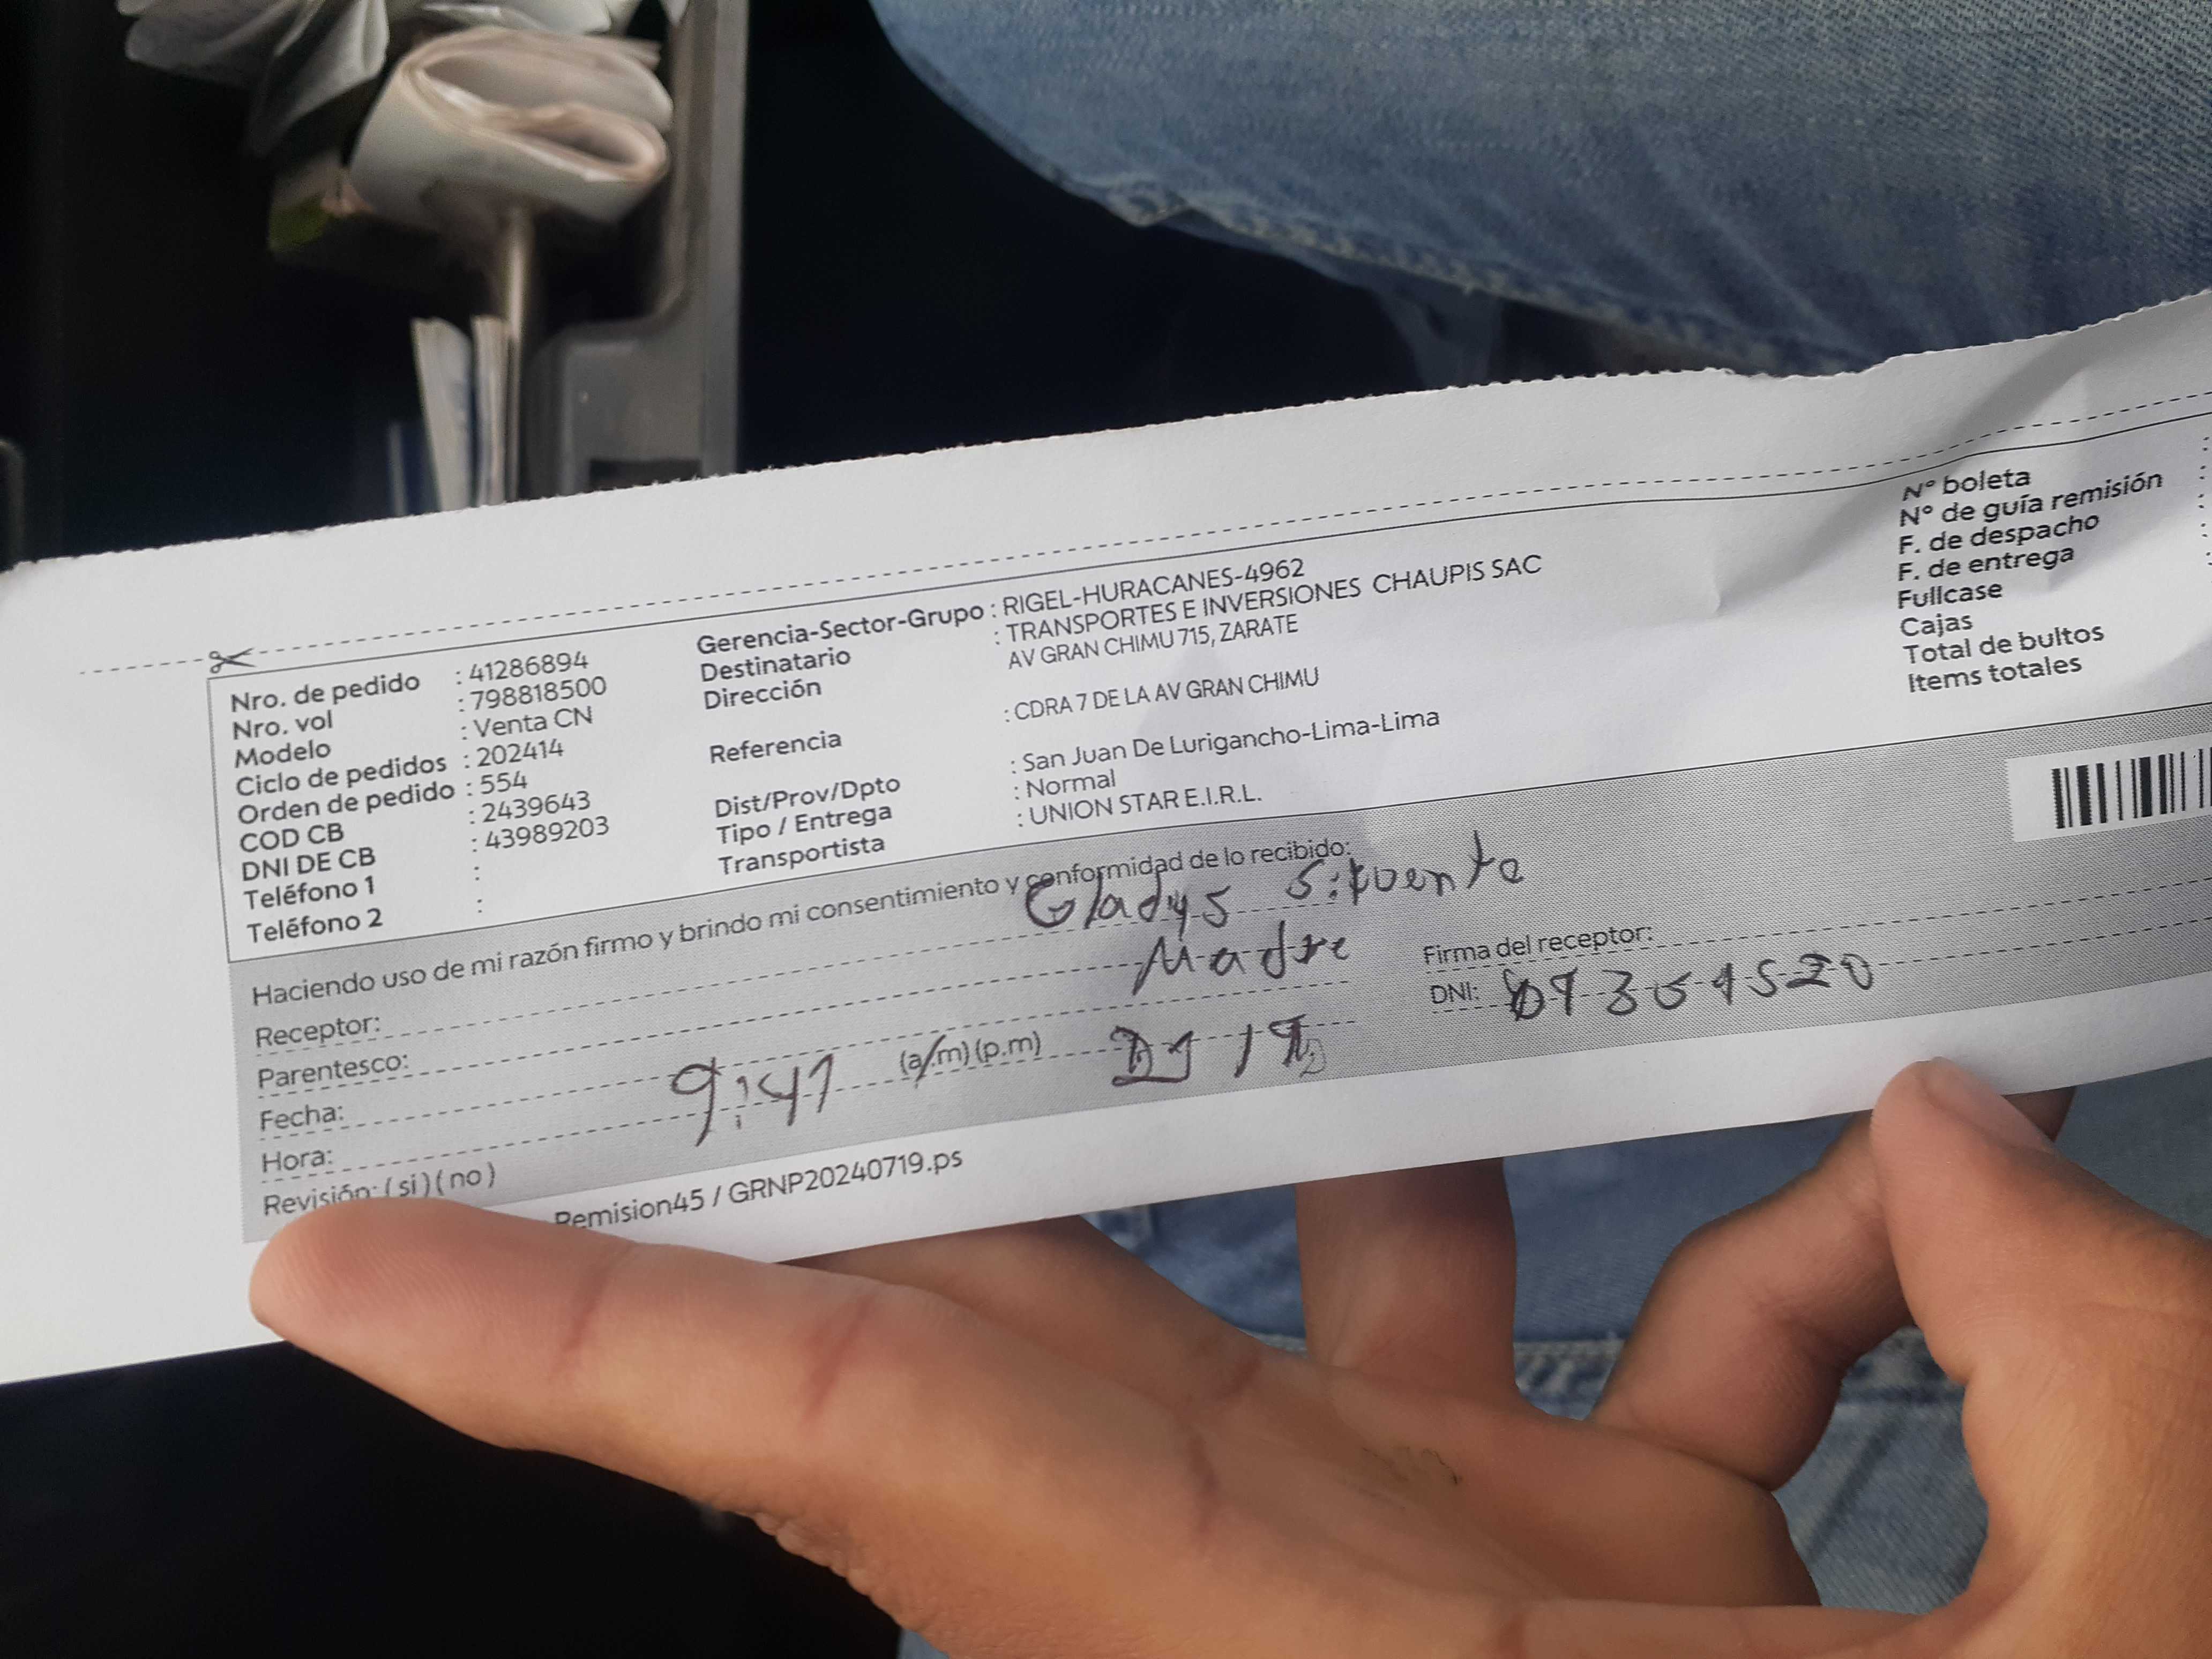 Nro. de pedido : 41286894
Nro. vol : 798818500
Modelo : Venta CN
Ciclo de pedidos : 202414
Orden de pedido : 554
COD CB : 2439643
DNI DE CB : 43989203
Teléfono 1 :
Teléfono 2 :
Gerencia-Sector-Grupo : RIGEL-HURACANES-4962
Destinatario : TRANSPORTES E INVERSIONES CHAUPIS SAC
Dirección AV GRAN CHIMU 715, ZARATE
Referencia : CDRA 7 DE LA AV GRAN CHIMU
Dist/Prov/Dpto : San Juan De Lurigancho-Lima-Lima
Tipo / Entrega : Normal
Transportista : UNION STAR E.I.R.L.
N° boleta :
N° de guía remisión :
F. de despacho :
F. de entrega :
Fullcase :
Cajas
Total de bultos
Items totales
Haciendo uso de mi razón firmo y brindo mi consentimiento y conformidad de lo recibido:
Receptor: Gladys
Parentesco: Madre
Firma del receptor:
Fecha:
DNI:
Hora: 9:41 (a.m) (p.m)
Revisión: (si) (no)
Remision45 / GRNP20240719.ps